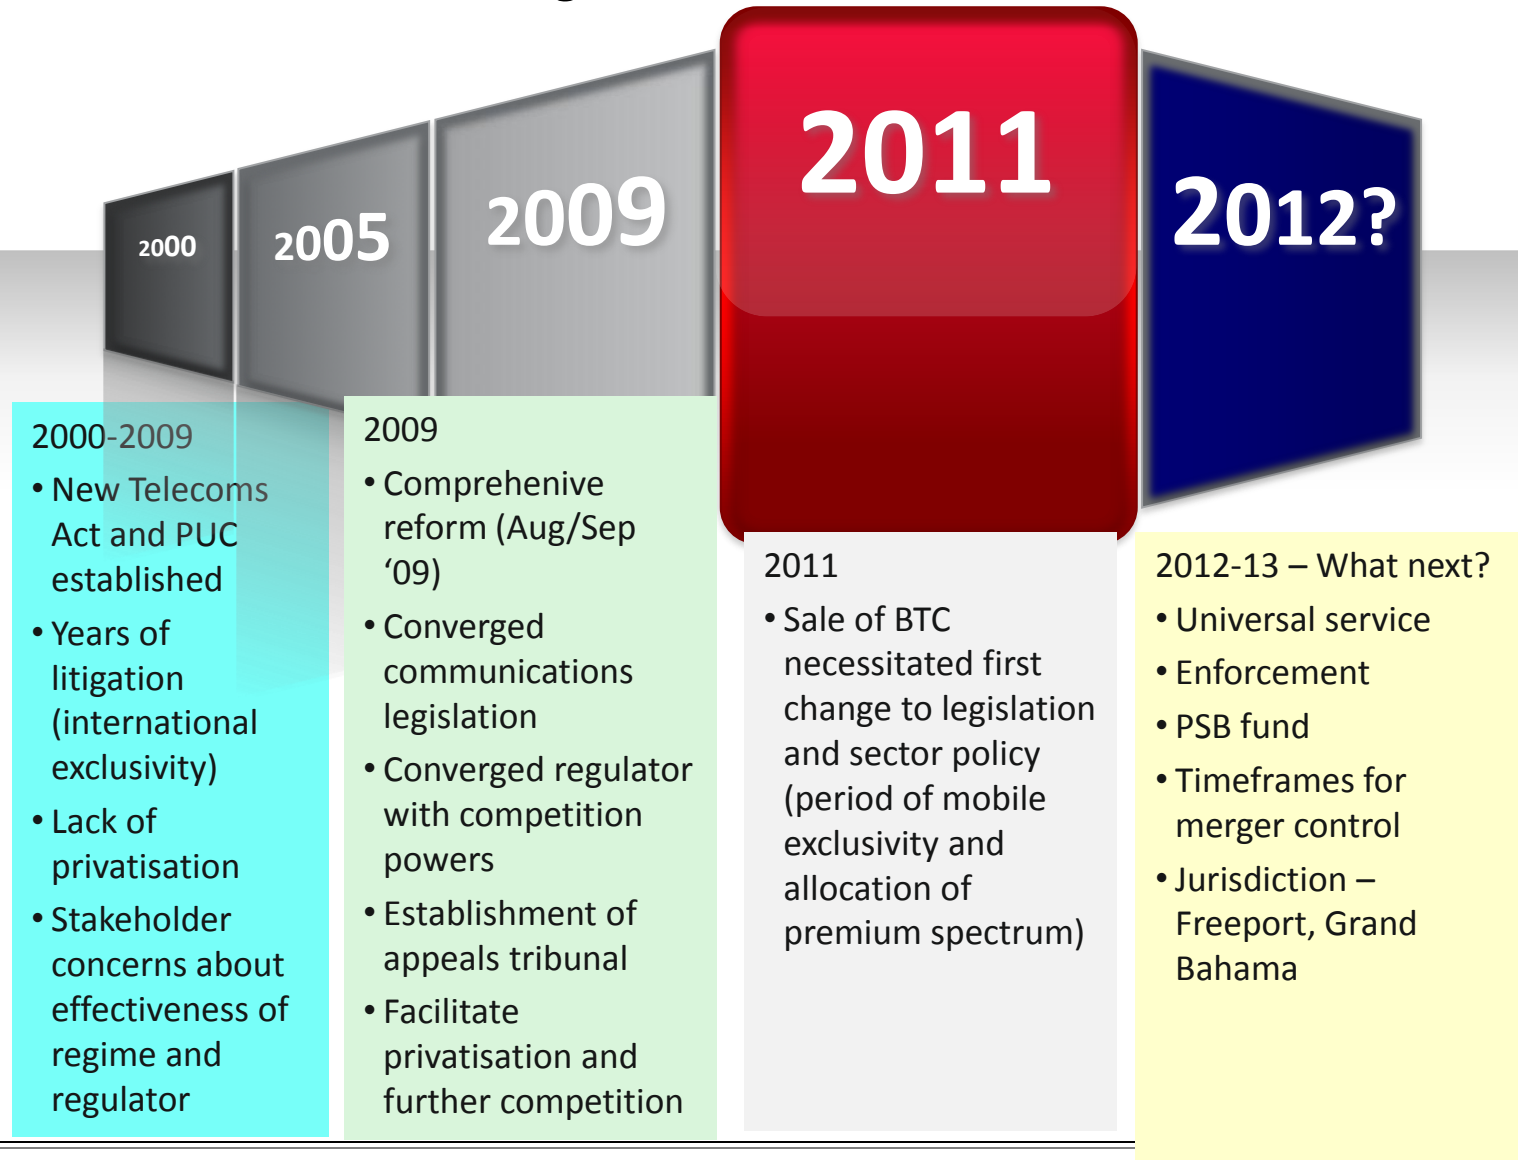 2000
2005
2009
2011
2012?
2000-2009
• New Telecoms
Act and PUC
established
• Years of
litigation
(international
exclusivity)
• Lack of
privatisation
• Stakeholder
concerns about
effectiveness of
regime and
regulator
2009
• Comprehenive
reform (Aug/Sep
‘09)
• Converged
communications
legislation
• Converged regulator
with competition
powers
• Establishment of
appeals tribunal
• Facilitate
privatisation and
further competition
2011
• Sale of BTC
necessitated first
change to legislation
and sector policy
(period of mobile
exclusivity and
allocation of
premium spectrum)
2012-13 – What next?
• Universal service
• Enforcement
• PSB fund
• Timeframes for
merger control
• Jurisdiction –
Freeport, Grand
Bahama